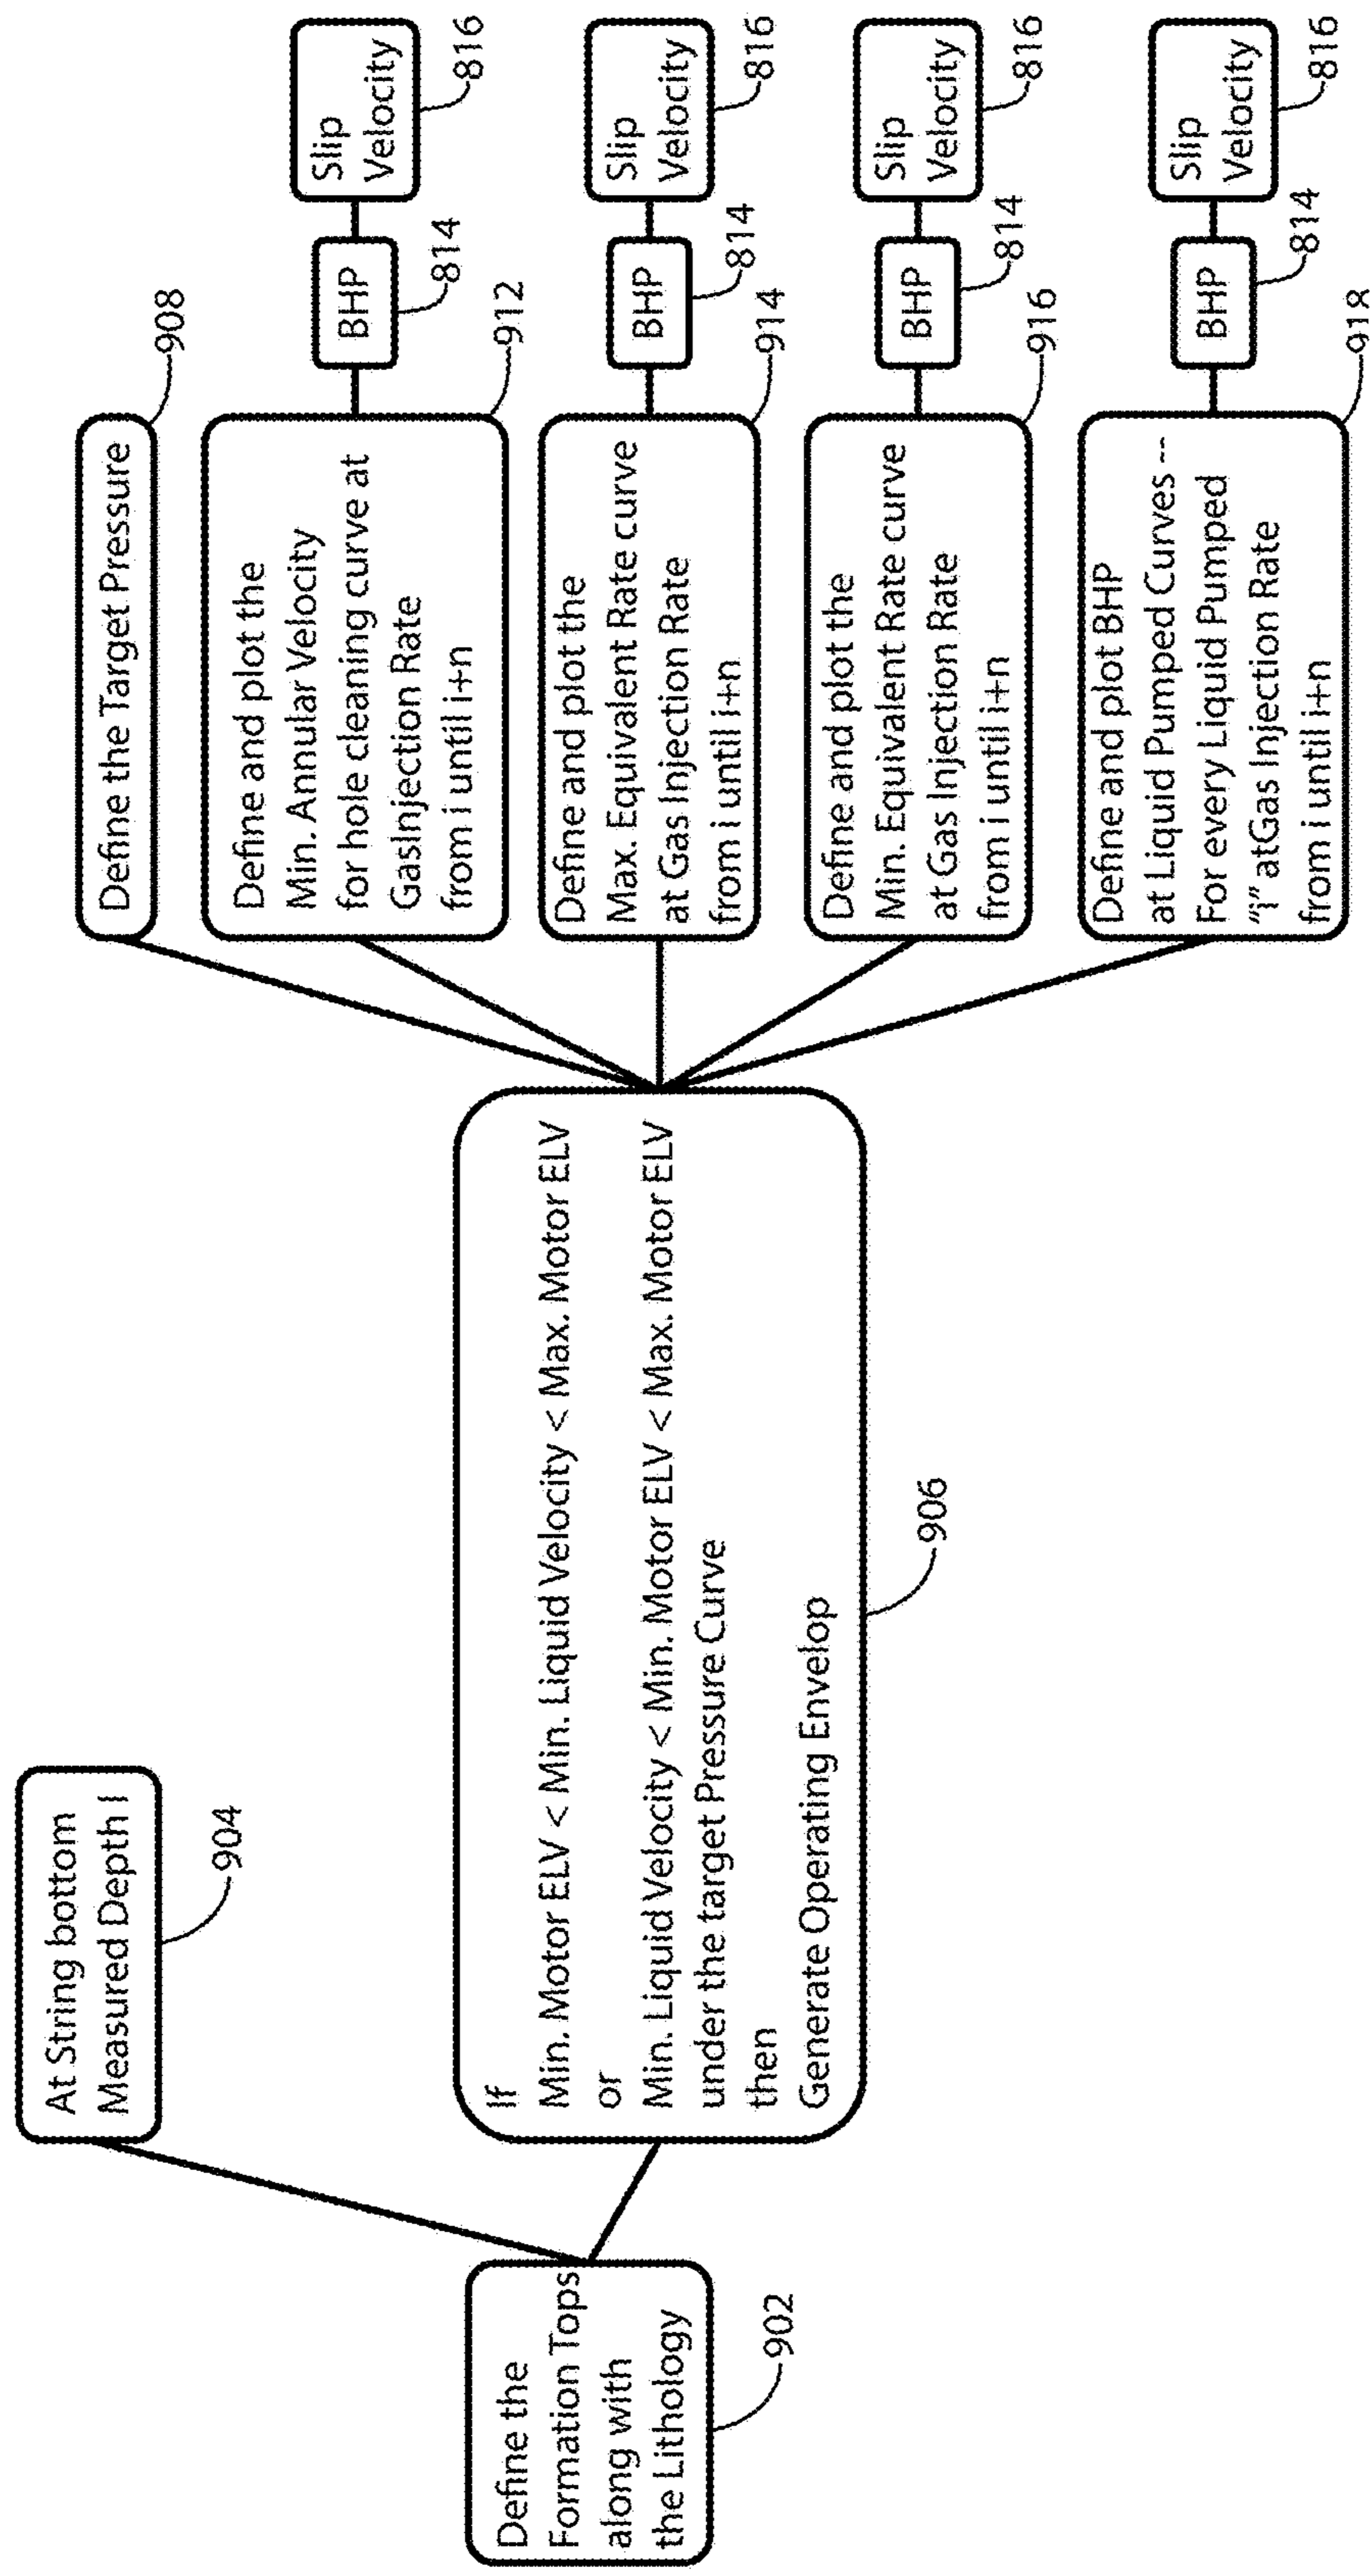 Define the
Formation Tops
along with
the Lithology
902
At String bottom
Measured Depth I
904
If
Min. Motor ELV < Min. Liquid Velocity < Max. Motor ELV
or
Min. Liquid Velocity < Min. Motor ELV < Max. Motor ELV
under the target Pressure Curve
then
Generate Operating Envelop
906
Define the Target Pressure
908
Define and plot the
Min. Annular Velocity
for hole cleaning curve at
GasInjection Rate
from i until i+n
912
BHP
814
Slip
Velocity
816
Define and plot the
Max. Equivalent Rate curve
at Gas Injection Rate
from i until i+n
914
BHP
814
Slip
Velocity
816
Define and plot the
Min. Equivalent Rate curve
at Gas Injection Rate
from i until i+n
916
BHP
814
Slip
Velocity
816
Define and plot BHP
at Liquid Pumped Curves --
For every Liquid Pumped
“i” atGas Injection Rate
from i until i+n
918
BHP
814
Slip
Velocity
816